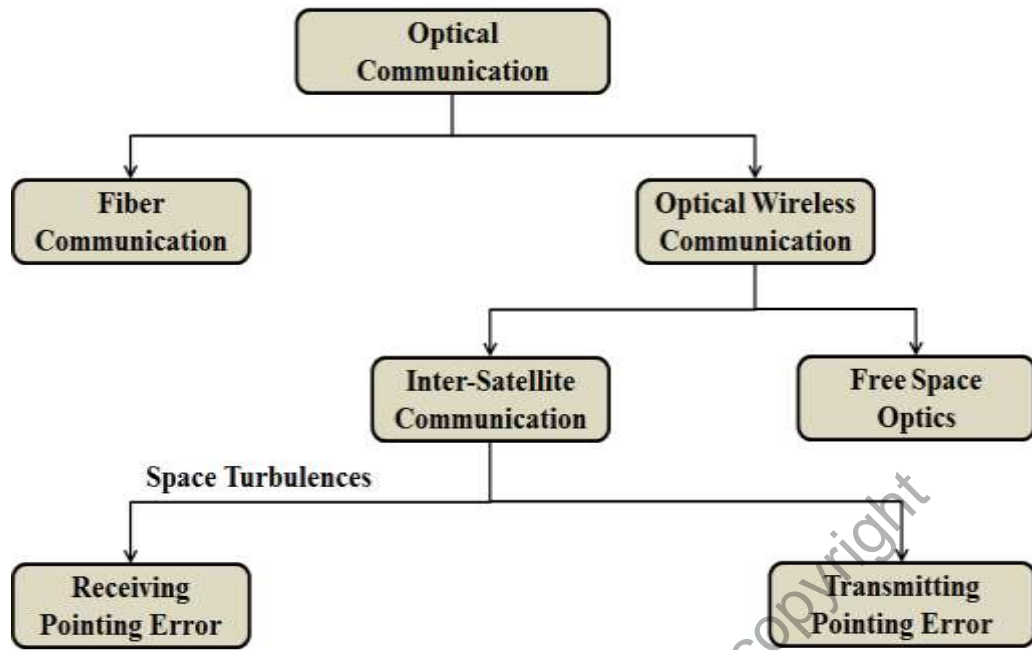 Optical
Communication
Fiber
Communication
Optical Wireless
Communication
Inter-Satellite
Communication
Free Space
Optics
Space Turbulences
Receiving
Pointing Error
Transmitting
Pointing Error
copyright